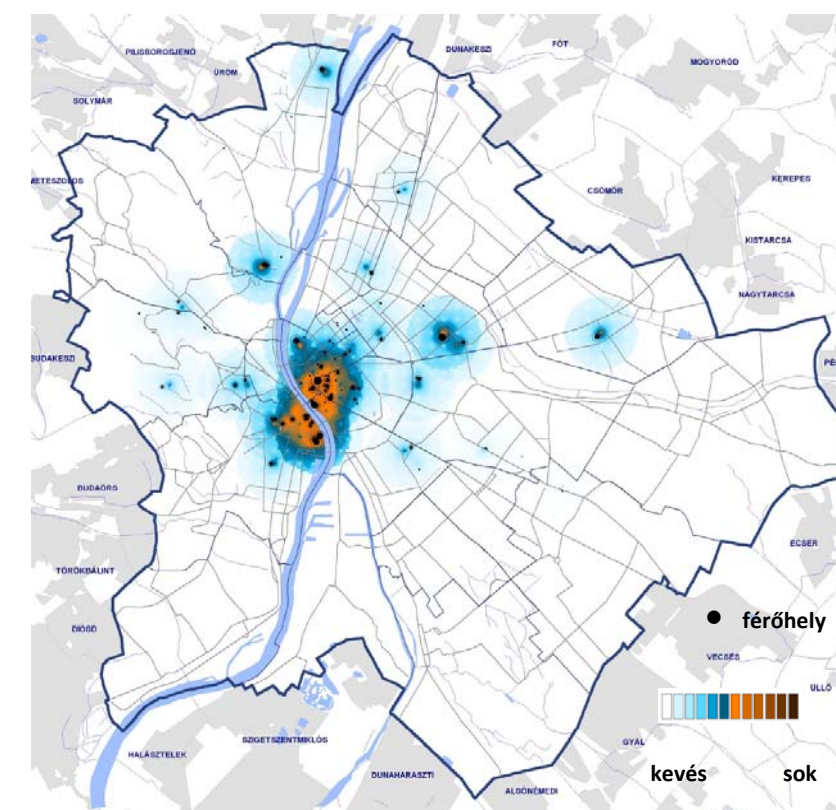 PILISBOROSJENŐ
ÜRÖM
SOLYMÁR
DUNAKESZI
FÓT
MOGYORÓD
CSÖMÖR
KEREPES
KISTARCSA
NAGYTARCSA
BUDAKESZI
BUDAÖRS
TÖRÖKBÁLINT
DIÓSD
ECSER
férőhely
VECSÉS
ÜLLŐ
GYÁL
kevés sok
HALÁSZTELEK
SZIGETSZENTMIKLÓS
DUNAHARASZTI
ALSÓNÉMEDI